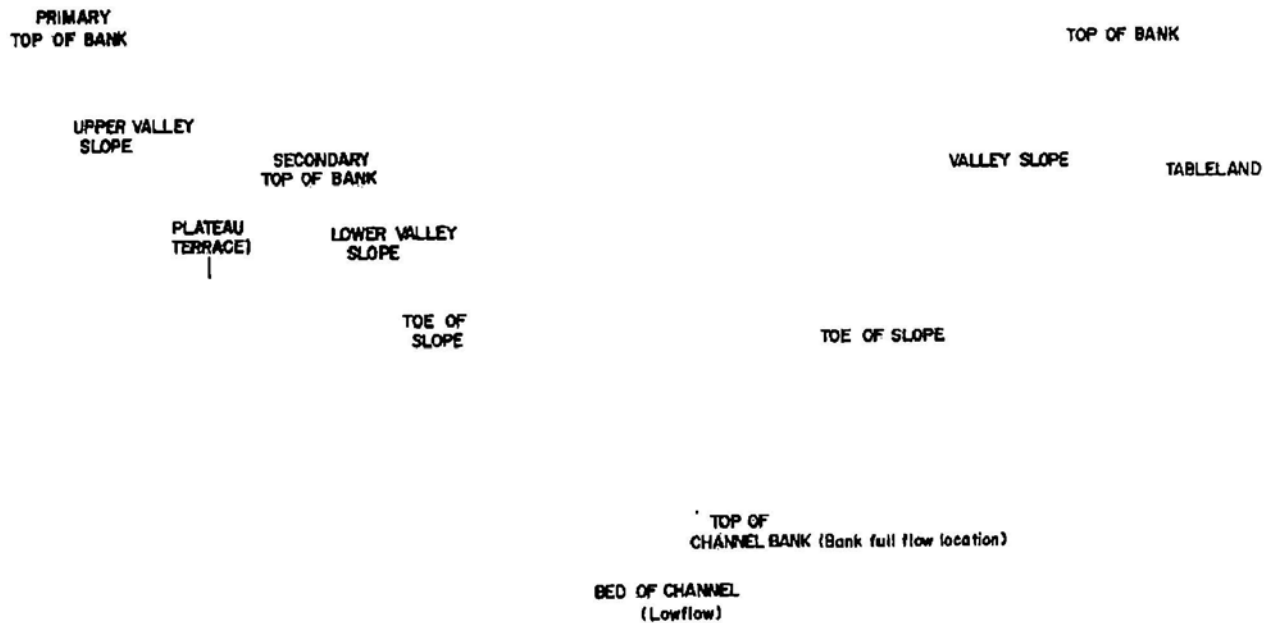 PRIMARY
TOP OF BANK
TOP OF BANK
UPPER VALLEY
SLOPE
SECONDARY
TOP OF BANK
VALLEY SLOPE
TABLELAND
PLATEAU
TERRACE)
LOWER VALLEY
SLOPE
TOE OF
SLOPE
TOE OF SLOPE
TOP OF
CHANNEL BANK (Bank full flow location)
BED OF CHANNEL
(Lowflow)